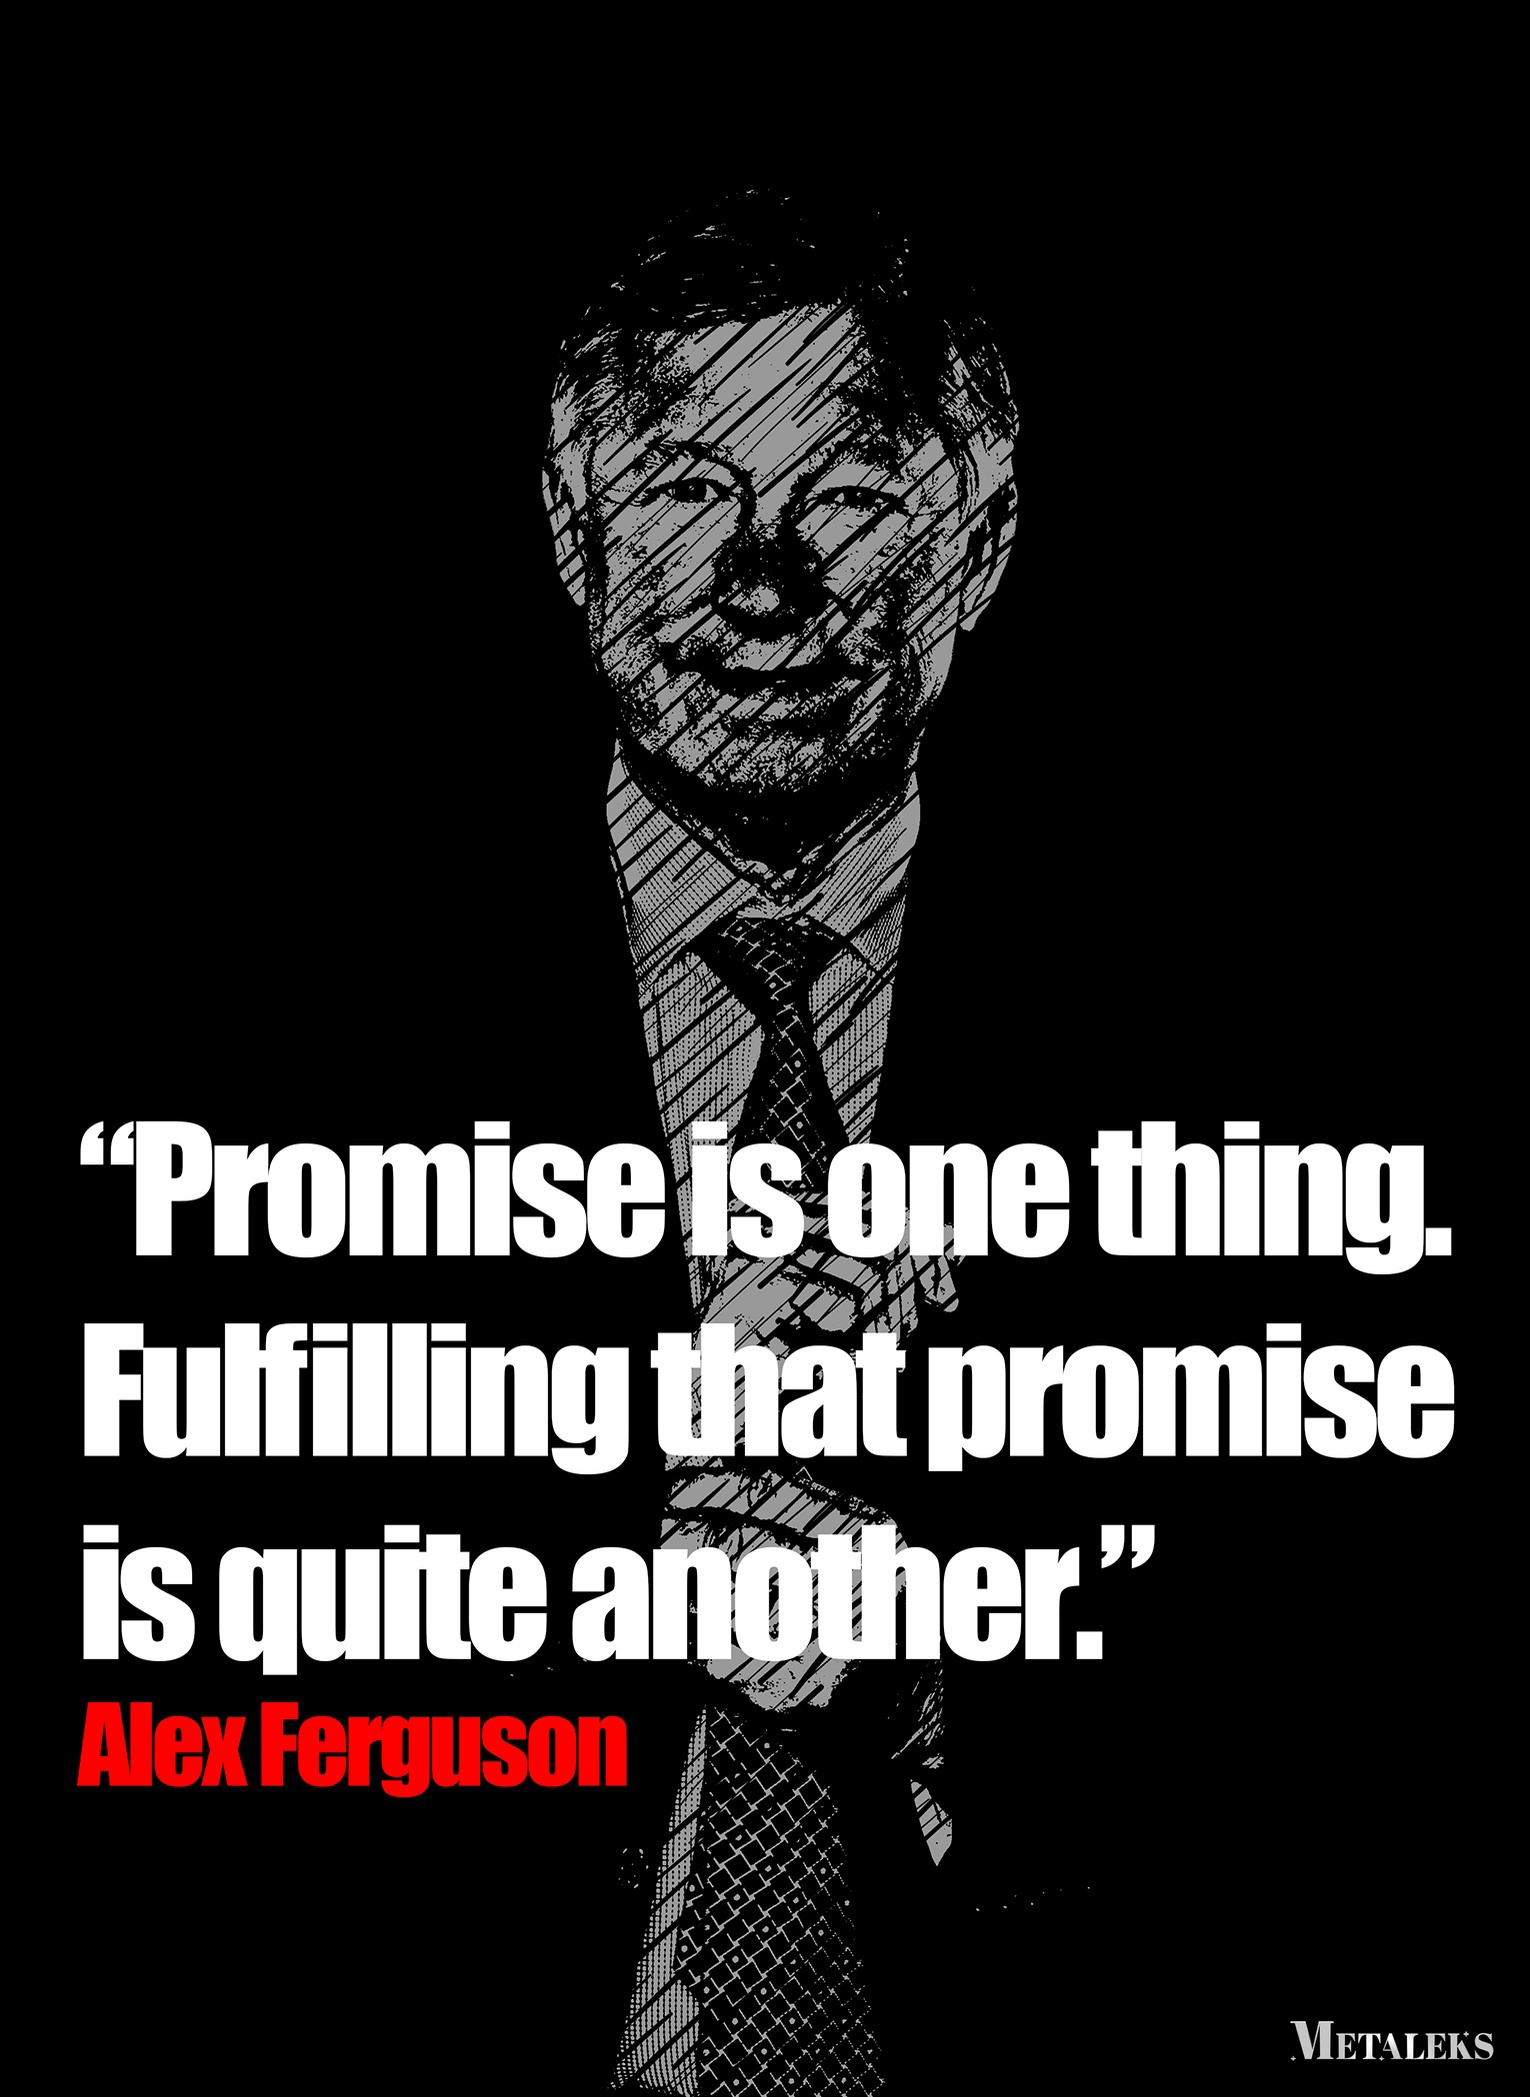 “Promise is one thing.
Fulfilling that promise
is quite another.”
Alex Ferguson
METALEKS